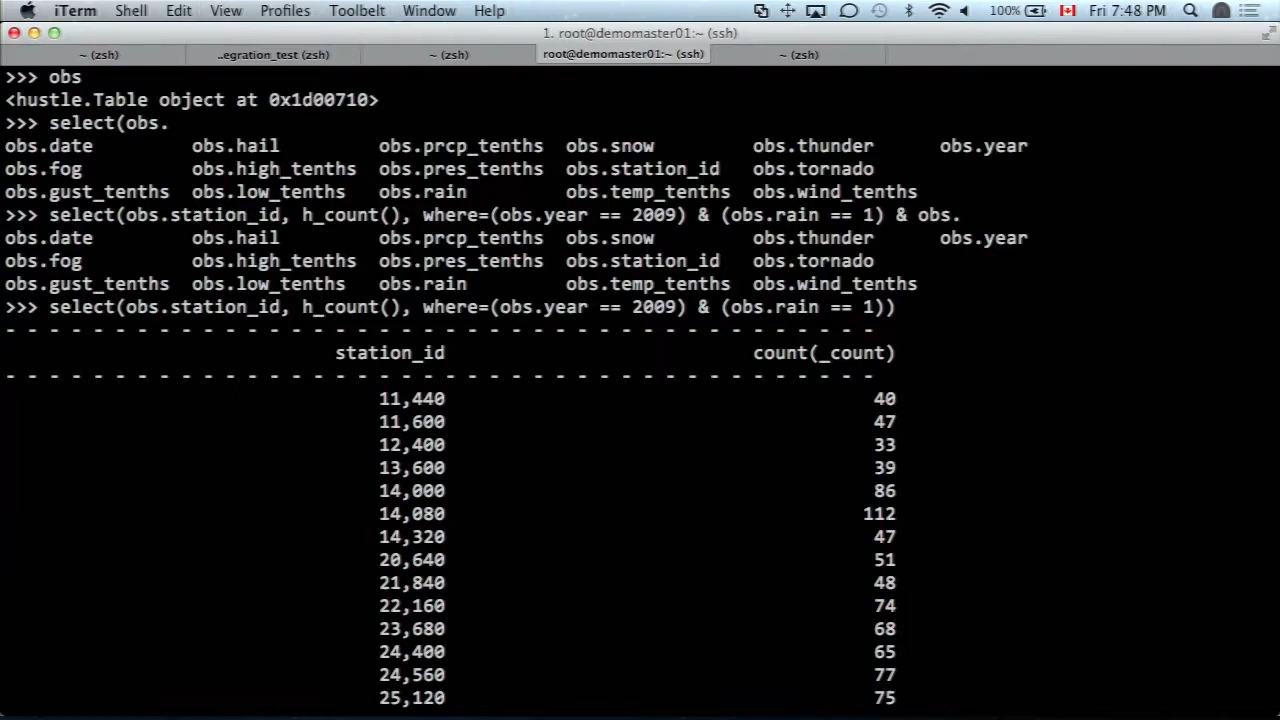 iTerm Shell Edit View Profiles Toolbelt Window Help 100% Fri 7:48 PM
1. root@demomaster01:~ (ssh)
~ (zsh) ..egration_test (zsh) ~ (zsh) root@demomaster01:~ (ssh) ~ (zsh)
>>> obs
<hustle.Table object at 0x1d00710>
>>> select(obs.
obs.date obs.hail obs.prcp_tenths obs.snow obs.thunder obs.year
obs.fog obs.high_tenths obs.pres_tenths obs.station_id obs.tornado
obs.gust_tenths obs.low_tenths obs.rain obs.temp_tenths obs.wind_tenths
>>> select(obs.station_id, h_count(), where=(obs.year == 2009) & (obs.rain == 1) & obs.
obs.date obs.hail obs.prcp_tenths obs.snow obs.thunder obs.year
obs.fog obs.high_tenths obs.pres_tenths obs.station_id obs.tornado
obs.gust_tenths obs.low_tenths obs.rain obs.temp_tenths obs.wind_tenths
>>> select(obs.station_id, h_count(), where=(obs.year == 2009) & (obs.rain == 1))
- - - - - - - - - - - - - - - - - - - - - - - - - - - - - - - - - - - - - - - -
station_id count(_count)
- - - - - - - - - - - - - - - - - - - - - - - - - - - - - - - - - - - - - - - -
11,440 40
11,600 47
12,400 33
13,600 39
14,000 86
14,080 112
14,320 47
20,640 51
21,840 48
22,160 74
23,680 68
24,400 65
24,560 77
25,120 75